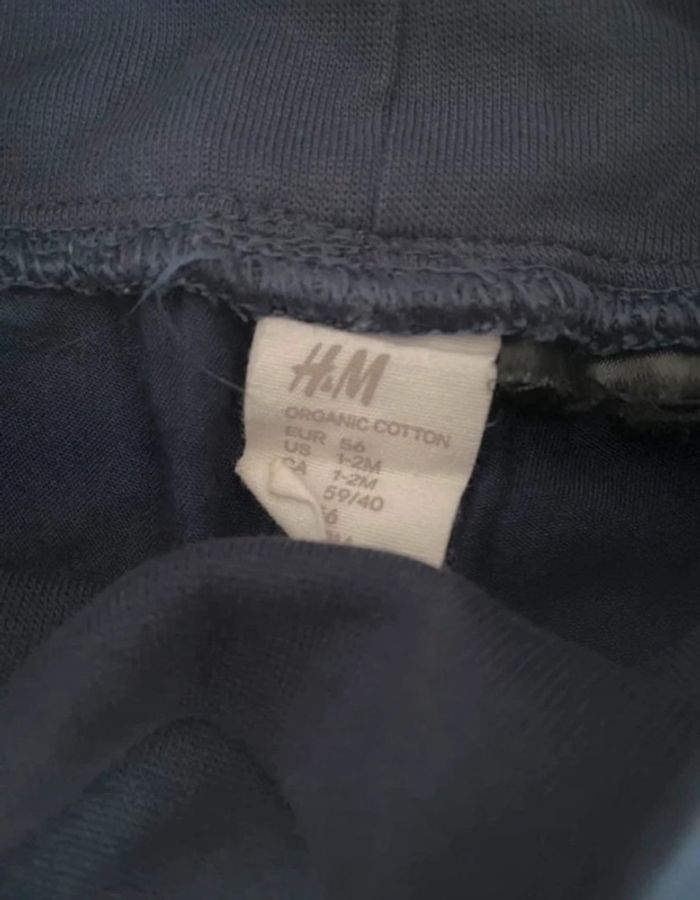 H&M
ORGANIC COTTON
EUR 56
US 1-2M
CA 1-2M
59/40